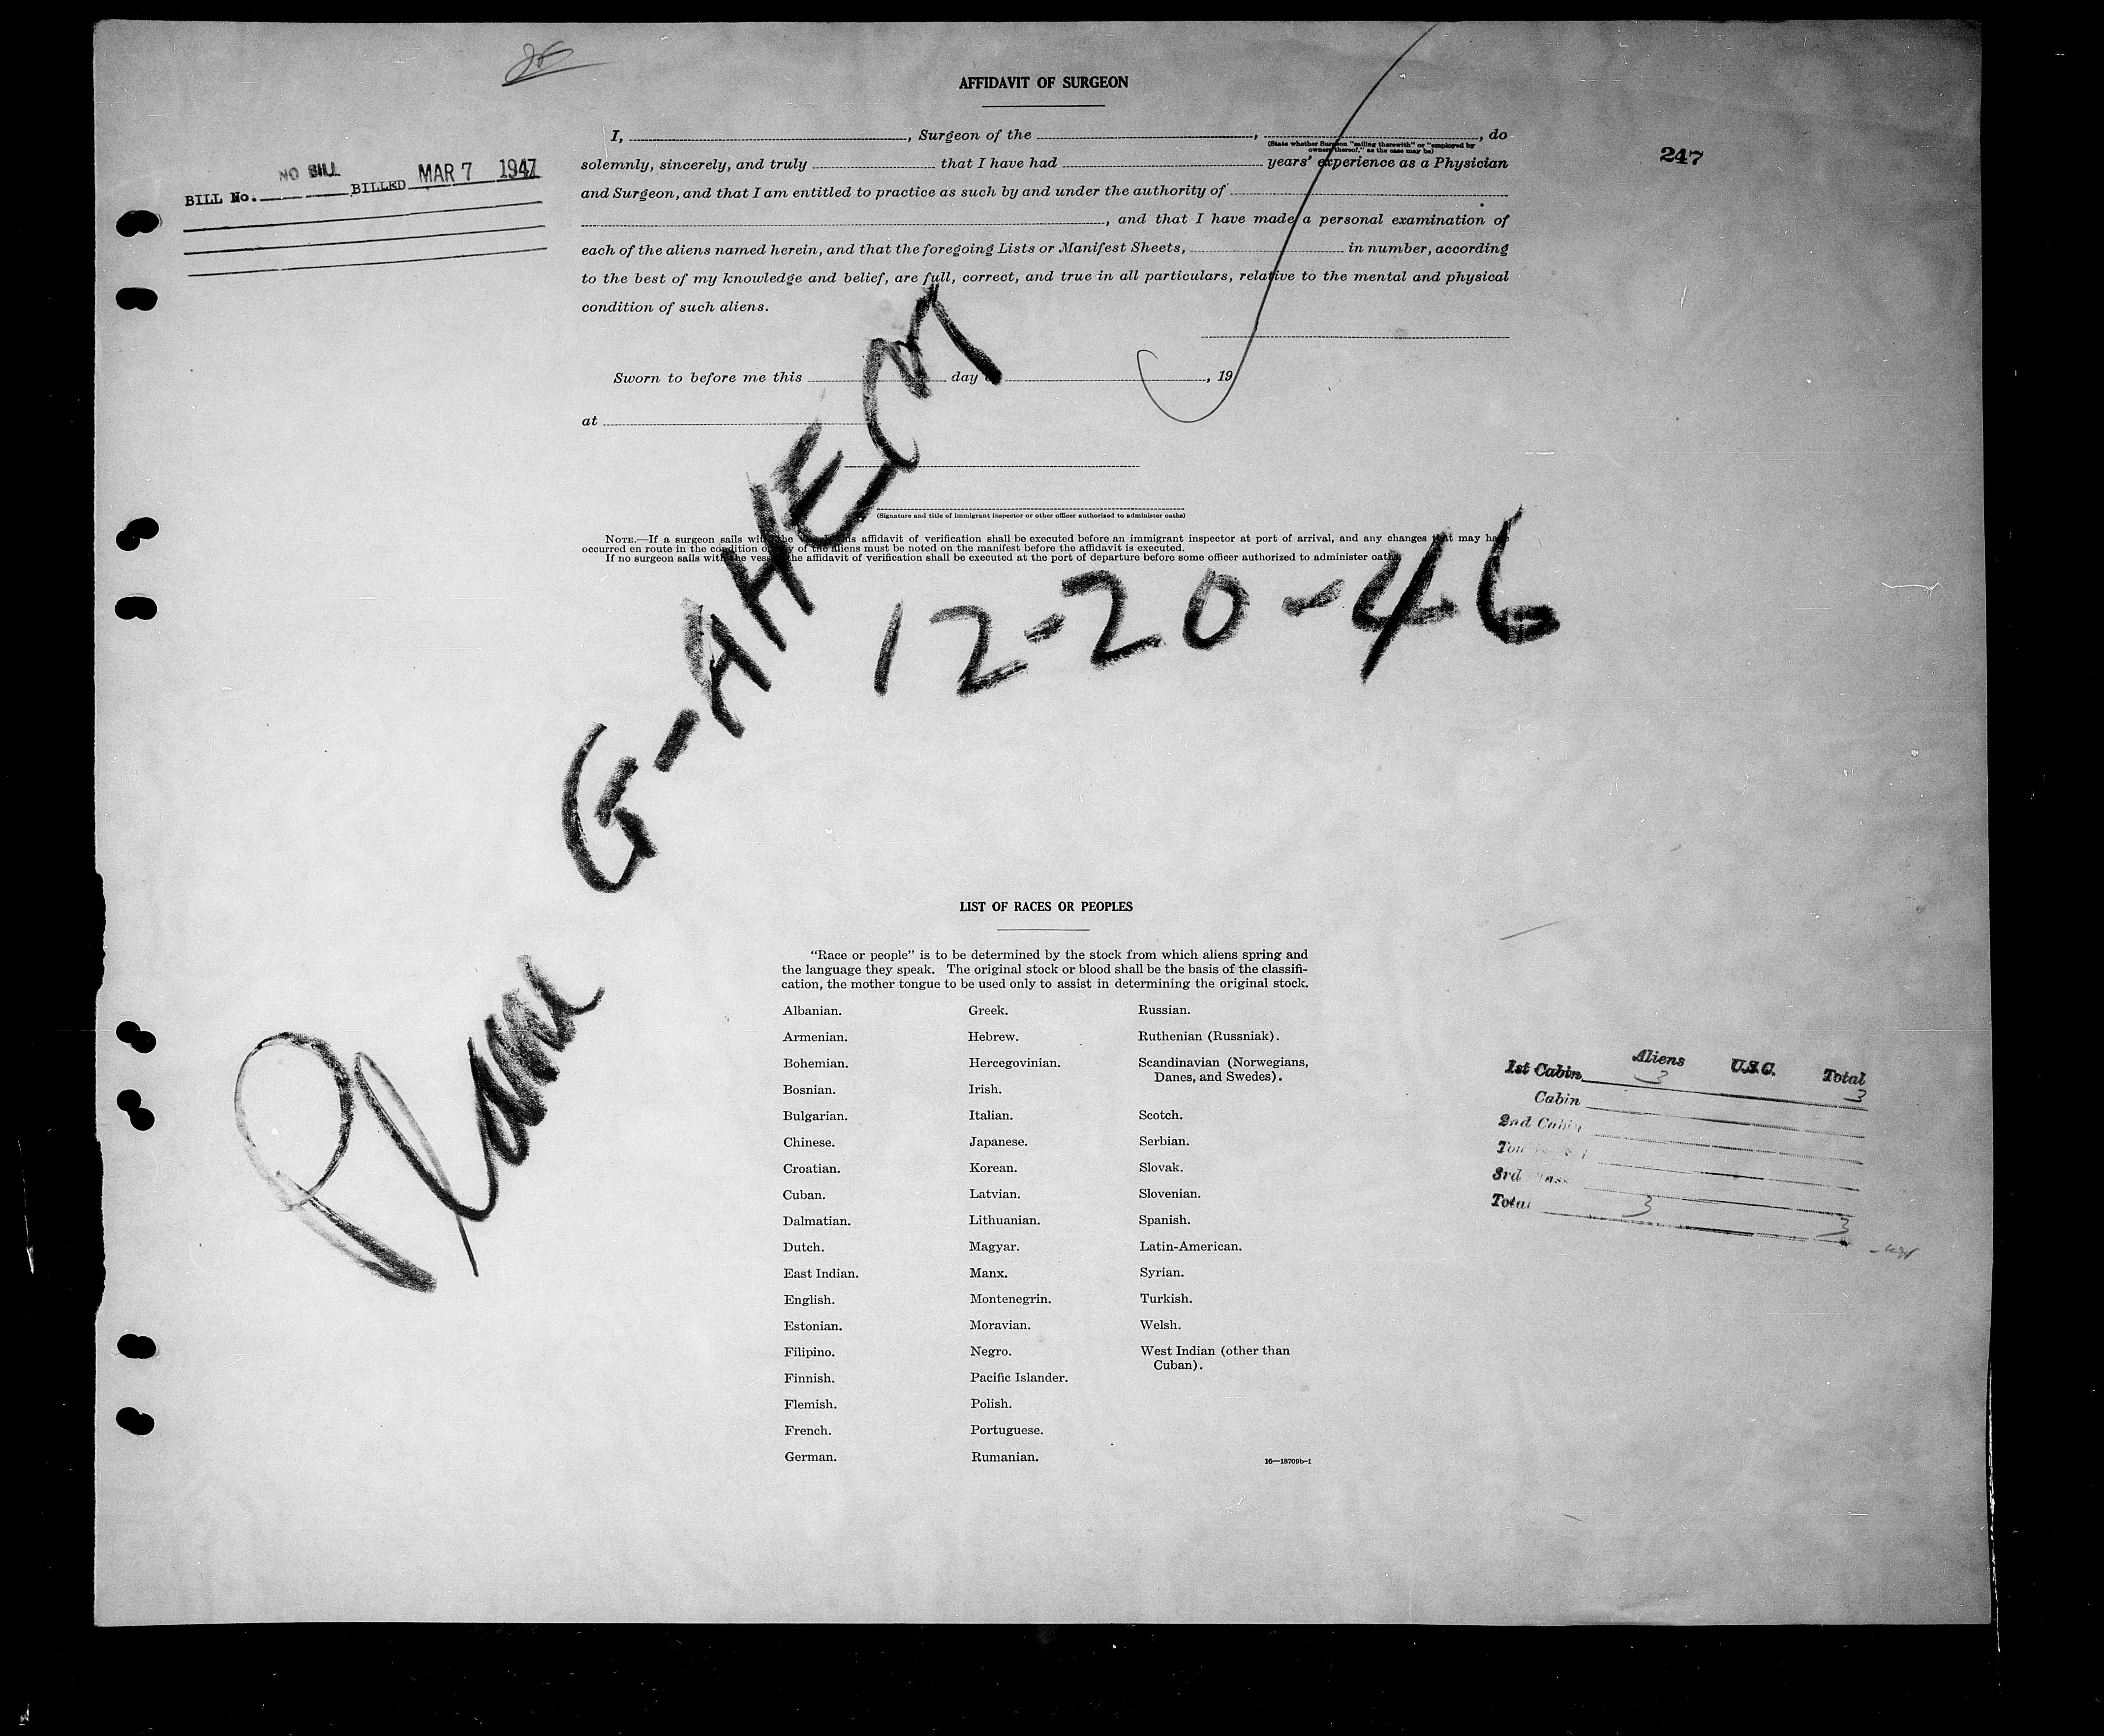 AFFIDAVIT OF SURGEON
I, , Surgeon of the , , do
(State whether Surgeon "sailing therewith" or "employed by
owners thereof," as the case may be)
solemnly, sincerely, and truly that I have had years' experience as a Physician
and Surgeon, and that I am entitled to practice as such by and under the authority of
, and that I have made a personal examination of
each of the aliens named herein, and that the foregoing Lists or Manifest Sheets, in number, according
to the best of my knowledge and belief, are full, correct, and true in all particulars, relative to the mental and physical
condition of such aliens.
247
NO BILL
BILL No. BILLED MAR 7 1947
Sworn to before me this day , 19
at
(Signature and title of immigrant inspector or other officer authorized to administer oaths)
NOTE.—If a surgeon sails with the vessel, this affidavit of verification shall be executed before an immigrant inspector at port of arrival, and any changes that may have
occurred en route in the condition of any of the aliens must be noted on the manifest before the affidavit is executed.
If no surgeon sails with the vessel, the affidavit of verification shall be executed at the port of departure before some officer authorized to administer oaths.
Plane G-AHEM
12-20-46
LIST OF RACES OR PEOPLES
"Race or people" is to be determined by the stock from which aliens spring and
the language they speak. The original stock or blood shall be the basis of the classifi-
cation, the mother tongue to be used only to assist in determining the original stock.
Albanian. Greek. Russian.
Armenian. Hebrew. Ruthenian (Russniak).
Bohemian. Hercegovinian. Scandinavian (Norwegians,
Danes, and Swedes).
Bosnian. Irish.
Bulgarian. Italian. Scotch.
Chinese. Japanese. Serbian.
Croatian. Korean. Slovak.
Cuban. Latvian. Slovenian.
Dalmatian. Lithuanian. Spanish.
Dutch. Magyar. Latin-American.
East Indian. Manx. Syrian.
English. Montenegrin. Turkish.
Estonian. Moravian. Welsh.
Filipino. Negro. West Indian (other than
Cuban).
Finnish. Pacific Islander.
Flemish. Polish.
French. Portuguese.
German. Rumanian.
16—18709b-1
Aliens U.S.C. Total
1st Cabin 3 3
Cabin
2nd Cabin
3rd
Total 3 3